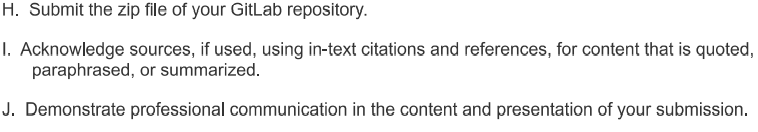 H. Submit the zip file of your GitLab repository.
I. Acknowledge sources, if used, using in-text citations and references, for content that is quoted,
paraphrased, or summarized.
J. Demonstrate professional communication in the content and presentation of your submission.